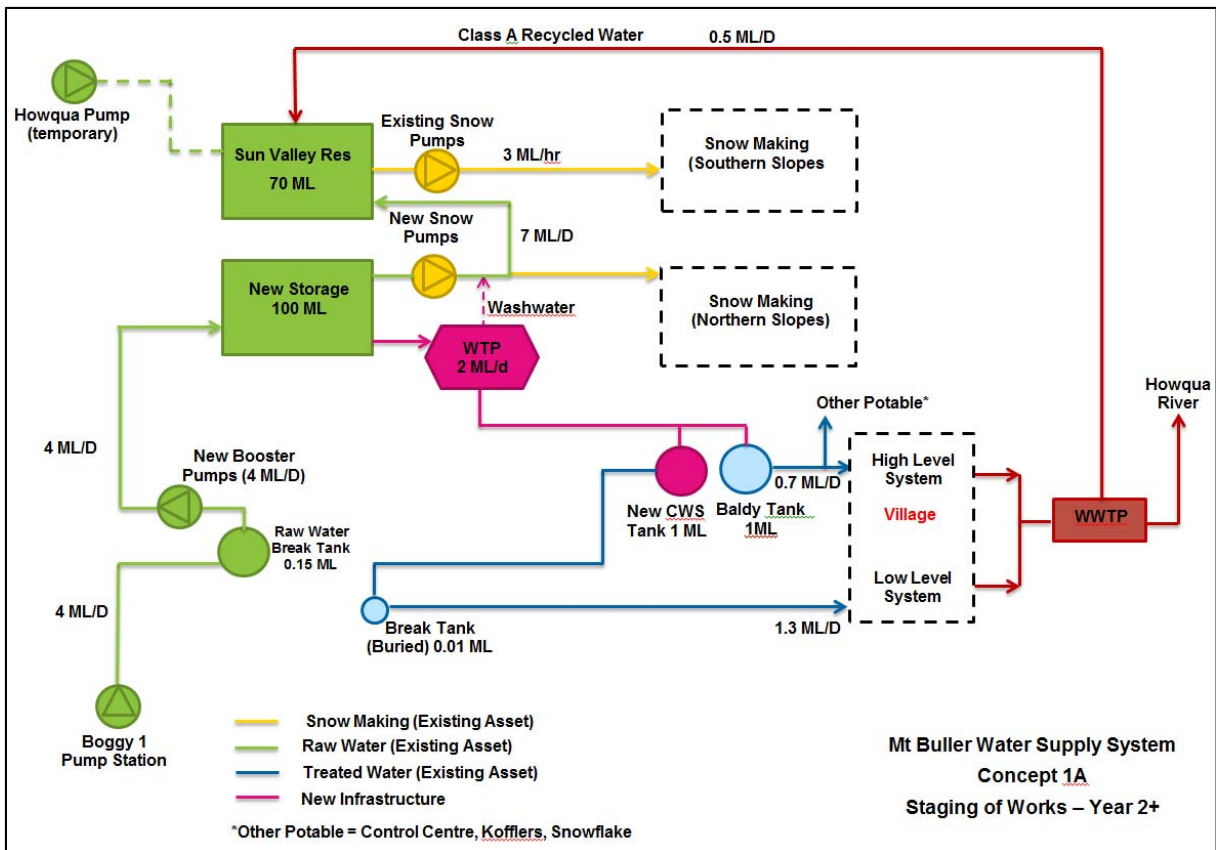 Class A Recycled Water 0.5 ML/D
Howqua Pump
(temporary)
Sun Valley Res
70 ML
Existing Snow
Pumps
3 ML/hr
Snow Making
(Southern Slopes
New Snow
Pumps
7 ML/D
New Storage
100 ML
Washwater
Snow Making
(Northern Slopes)
WTP
2 ML/d
4 ML/D
New Booster
Pumps (4 ML/D)
Raw Water
Break Tank
0.15 ML
4 ML/D
Boggy 1
Pump Station
New CWS
Tank 1 ML
Baldy Tank
1ML
Other Potable*
0.7 ML/D
High Level
System
Village
Low Level
System
1.3 ML/D
Break Tank
(Buried) 0.01 ML
WWTP
Howqua
River
Snow Making (Existing Asset)
Raw Water (Existing Asset)
Treated Water (Existing Asset)
New Infrastructure
*Other Potable = Control Centre, Kofflers, Snowflake
Mt Buller Water Supply System
Concept 1A
Staging of Works – Year 2+